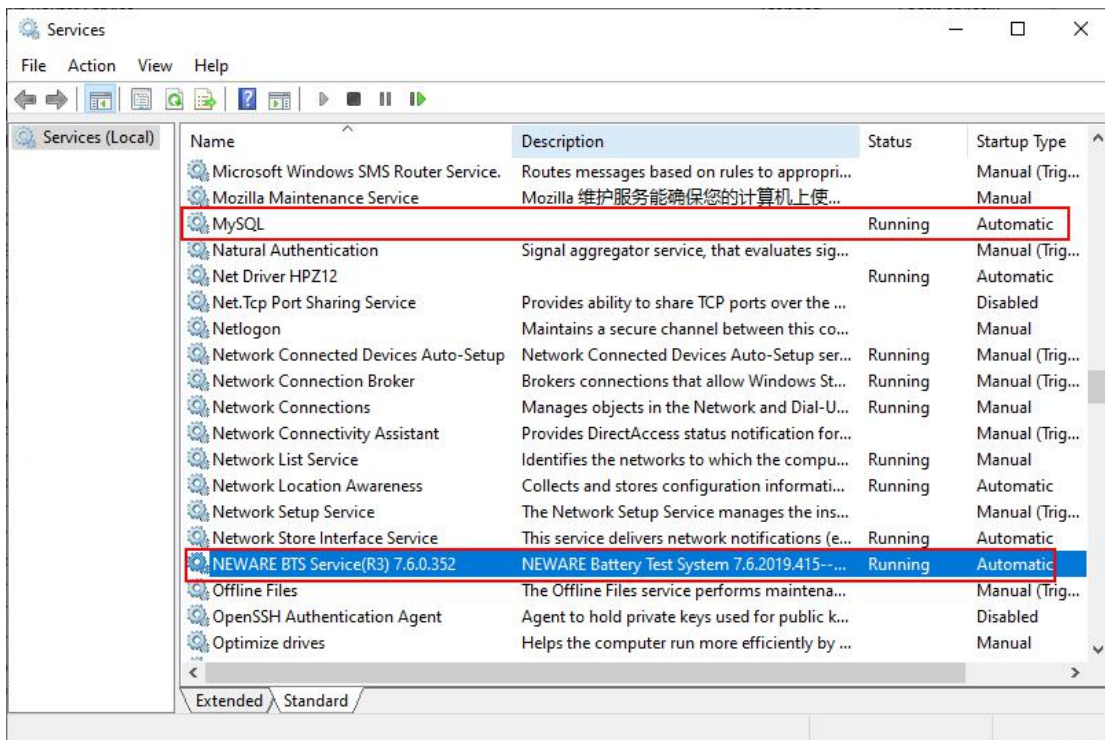 Services
File Action View Help
Services (Local)
Name Description Status Startup Type
Microsoft Windows SMS Router Service. Routes messages based on rules to appropri... Manual (Trig...
Mozilla Maintenance Service Mozilla 维护服务能确保您的计算机上使... Manual
MySQL Running Automatic
Natural Authentication Signal aggregator service, that evaluates sig... Manual (Trig...
Net Driver HPZ12 Running Automatic
Net.Tcp Port Sharing Service Provides ability to share TCP ports over the ... Disabled
Netlogon Maintains a secure channel between this co... Manual
Network Connected Devices Auto-Setup Network Connected Devices Auto-Setup ser... Running Manual (Trig...
Network Connection Broker Brokers connections that allow Windows St... Running Manual (Trig...
Network Connections Manages objects in the Network and Dial-U... Running Manual
Network Connectivity Assistant Provides DirectAccess status notification for... Manual (Trig...
Network List Service Identifies the networks to which the compu... Running Manual
Network Location Awareness Collects and stores configuration informati... Running Automatic
Network Setup Service The Network Setup Service manages the ins... Manual (Trig...
Network Store Interface Service This service delivers network notifications (e... Running Automatic
NEWARE BTS Service(R3) 7.6.0.352 NEWARE Battery Test System 7.6.2019.415--... Running Automatic
Offline Files The Offline Files service performs maintena... Manual (Trig...
OpenSSH Authentication Agent Agent to hold private keys used for public k... Disabled
Optimize drives Helps the computer run more efficiently by ... Manual
Extended Standard